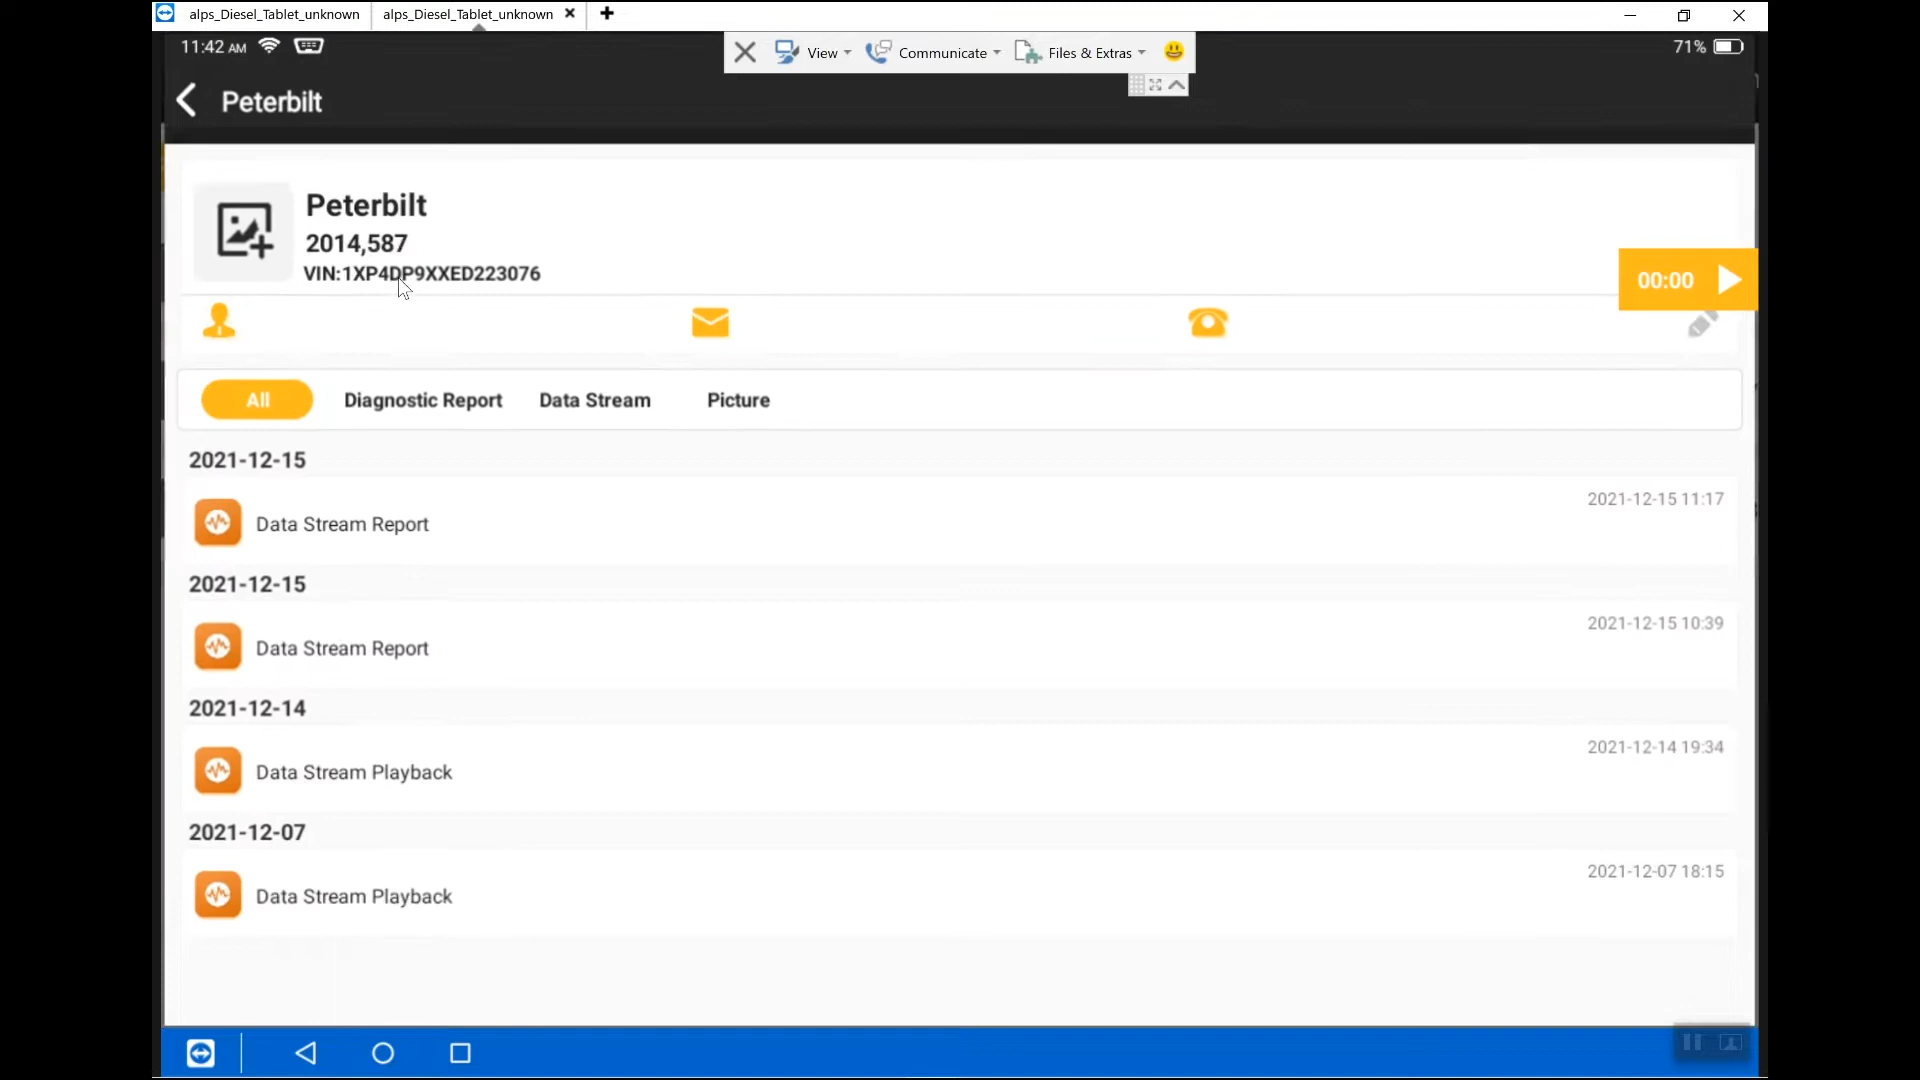 alps_Diesel_Tablet_unknown alps_Diesel_Tablet_unknown
11:42 AM
View Communicate Files & Extras
71%
Peterbilt
Peterbilt
2014,587
VIN:1XP4DP9XXED223076
00:00
All Diagnostic Report Data Stream Picture
2021-12-15
2021-12-15 11:17
Data Stream Report
2021-12-15
2021-12-15 10:39
Data Stream Report
2021-12-14
2021-12-14 19:34
Data Stream Playback
2021-12-07
2021-12-07 18:15
Data Stream Playback